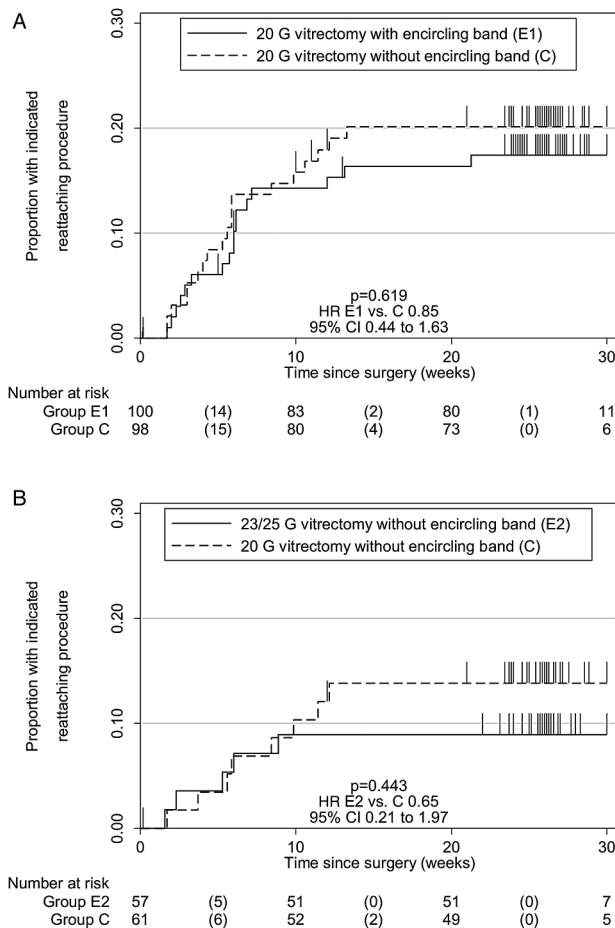 A
20 G vitrectomy with encircling band (E1)
20 G vitrectomy without encirling band (C)
Proportion with indicated
reattaching procedure
0.30
0.20
0.10
0.00
p=0.619
HR E1 vs. C 0.85
95% CI 0.44 to 1.63
0 10 20 30
Time since surgery (weeks)
Number at risk
Group E1 100 (14) 83 (2) 80 (1) 11
Group C 98 (15) 80 (4) 73 (0) 6
B
23/25 G vitrectomy without encircling band (E2)
20 G vitrectomy without encircling band (C)
Proportion with indicated
reattaching procedure
0.30
0.20
0.10
0.00
p=0.443
HR E2 vs. C 0.65
95% CI 0.21 to 1.97
0 10 20 30
Time since surgery (weeks)
Number at risk
Group E2 57 (5) 51 (0) 51 (0) 7
Group C 61 (6) 52 (2) 49 (0) 5